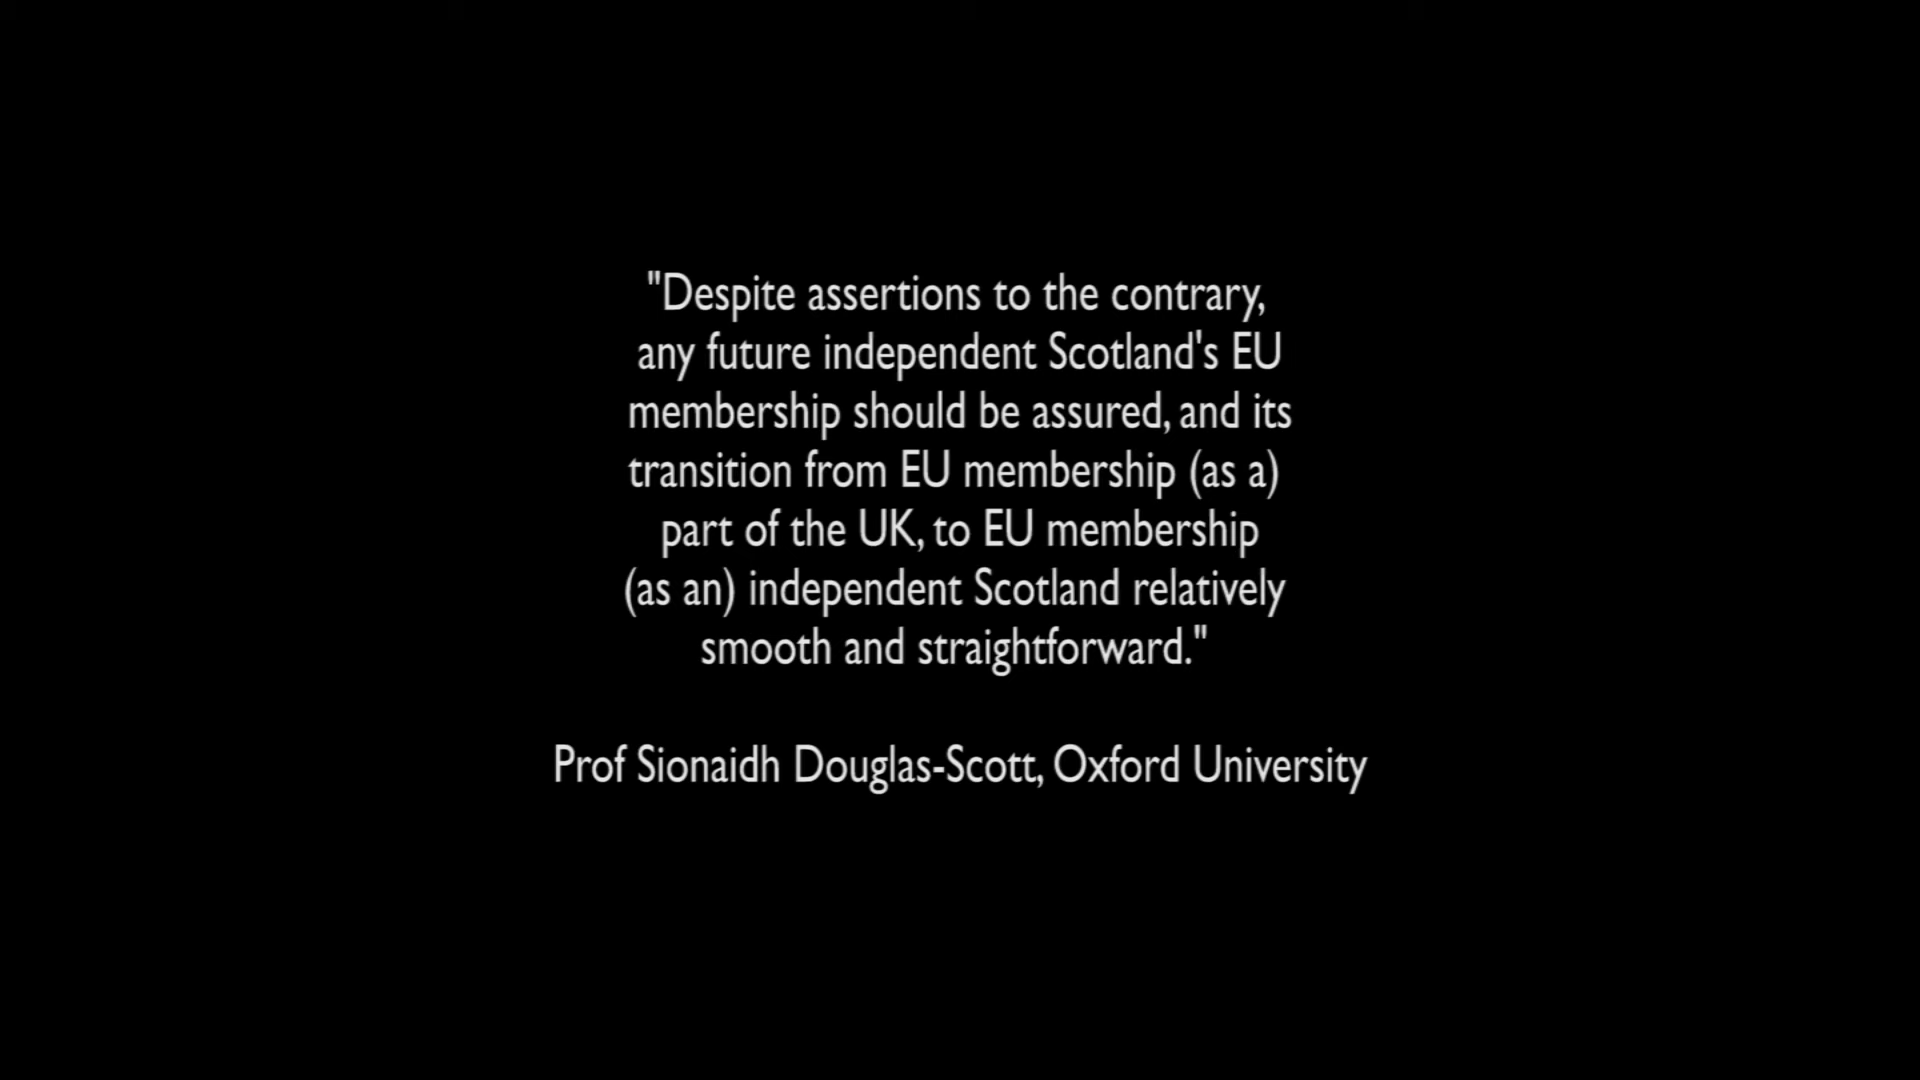 "Despite assertions to the contrary,
any future independent Scotland's EU
membership should be assured, and its
transition from EU membership (as a)
part of the UK, to EU membership
(as an) independent Scotland relatively
smooth and straightforward."
Prof Sionaidh Douglas-Scott, Oxford University